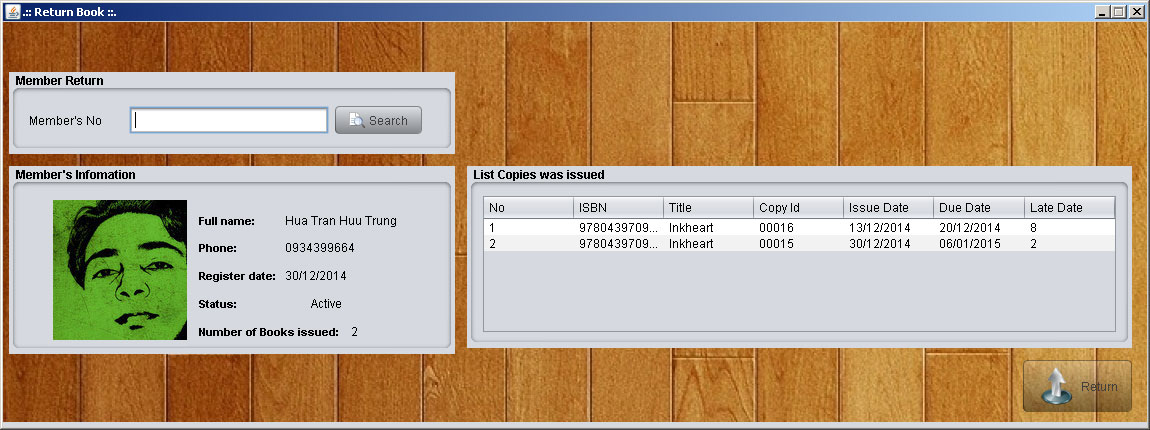 .:: Return Book ::.
Member Return
Member's No
Search
Member's Infomation
Full name: Hua Tran Huu Trung
Phone: 0934399664
Register date: 30/12/2014
Status: Active
Number of Books issued: 2
List Copies was issued
No ISBN Title Copy Id Issue Date Due Date Late Date
1 9780439709... Inkheart 00016 13/12/2014 20/12/2014 8
2 9780439709... Inkheart 00015 30/12/2014 06/01/2015 2
Return